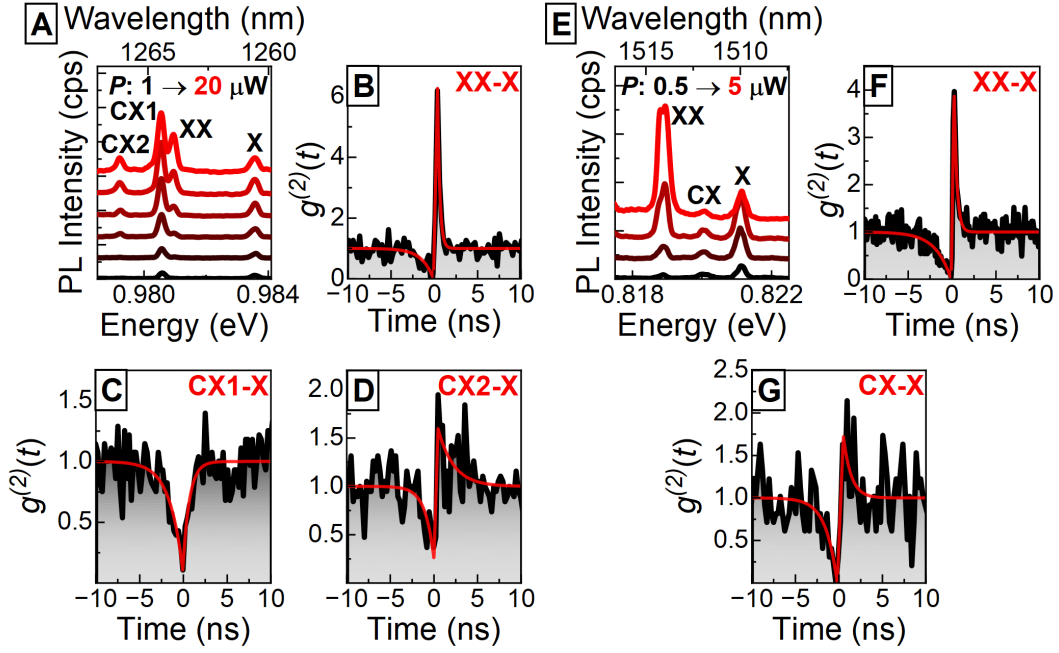 A
Wavelength (nm)
1265 1260
P: 1 → 20 μW
CX1
CX2
XX
X
PL Intensity (cps)
0.980 0.984
Energy (eV)
B
XX-X
6
4
2
0
g(2)(t)
−10 −5 0 5 10
Time (ns)
E
Wavelength (nm)
1515 1510
P: 0.5 → 5 μW
XX
CX
X
PL Intensity (cps)
0.818 0.822
Energy (eV)
F
XX-X
4
3
2
1
0
g(2)(t)
−10 −5 0 5 10
Time (ns)
C
CX1-X
1.5
1.0
0.5
g(2)(t)
−10 −5 0 5 10
Time (ns)
D
CX2-X
2.0
1.5
1.0
0.5
g(2)(t)
−10 −5 0 5 10
Time (ns)
G
CX-X
2.5
2.0
1.5
1.0
2.5
g(2)(t)
−10 −5 0 5 10
Time (ns)